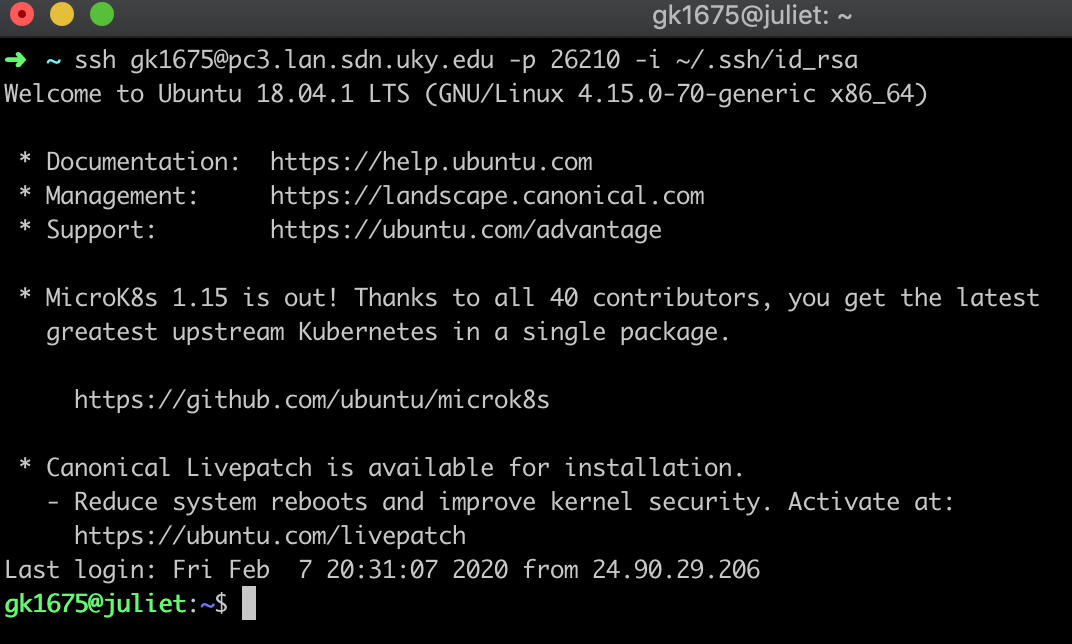 gk1675@juliet: ~
➜ ~ ssh gk1675@pc3.lan.sdn.uky.edu -p 26210 -i ~/.ssh/id_rsa
Welcome to Ubuntu 18.04.1 LTS (GNU/Linux 4.15.0-70-generic x86_64)
* Documentation:  https://help.ubuntu.com
* Management:     https://landscape.canonical.com
* Support:        https://ubuntu.com/advantage
* MicroK8s 1.15 is out! Thanks to all 40 contributors, you get the latest
greatest upstream Kubernetes in a single package.
https://github.com/ubuntu/microk8s
* Canonical Livepatch is available for installation.
- Reduce system reboots and improve kernel security. Activate at:
https://ubuntu.com/livepatch
Last login: Fri Feb  7 20:31:07 2020 from 24.90.29.206
gk1675@juliet:~$